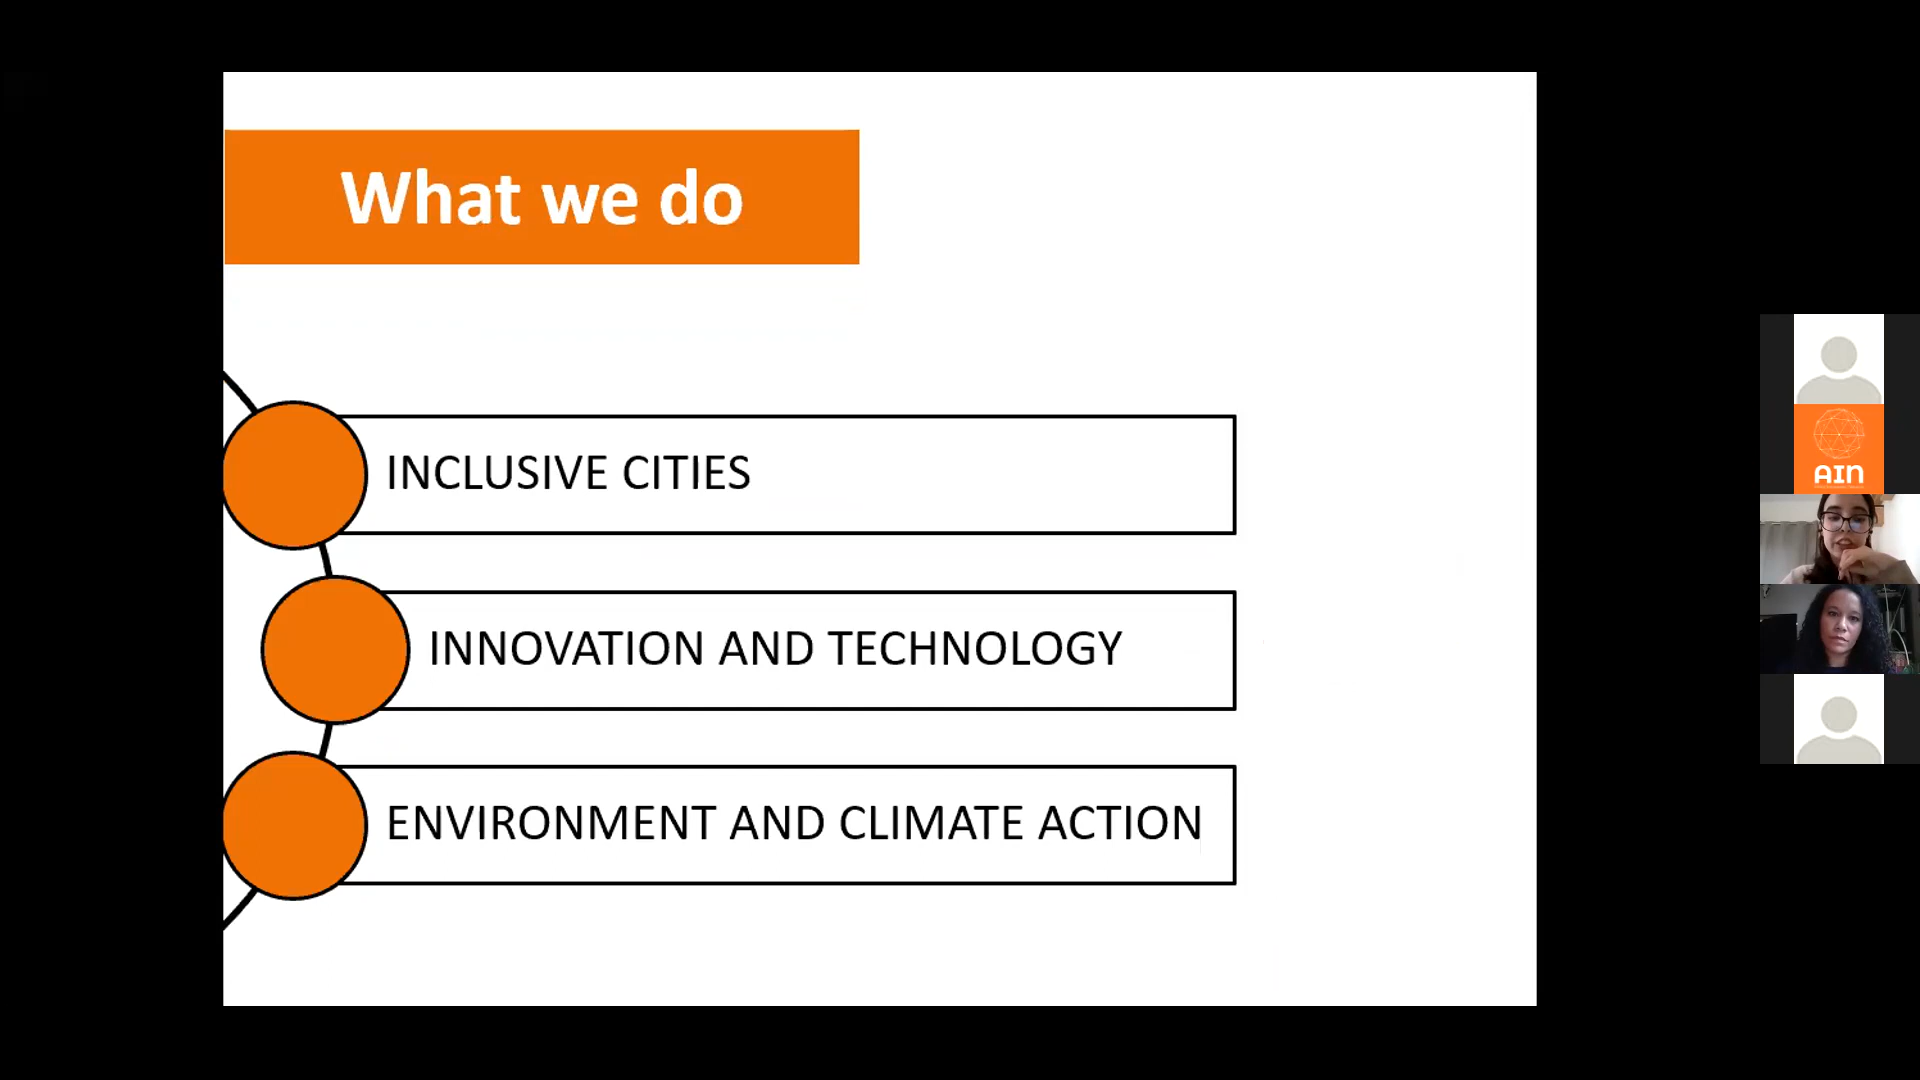 What we do
INCLUSIVE CITIES
INNOVATION AND TECHNOLOGY
ENVIRONMENT AND CLIMATE ACTION
AIN